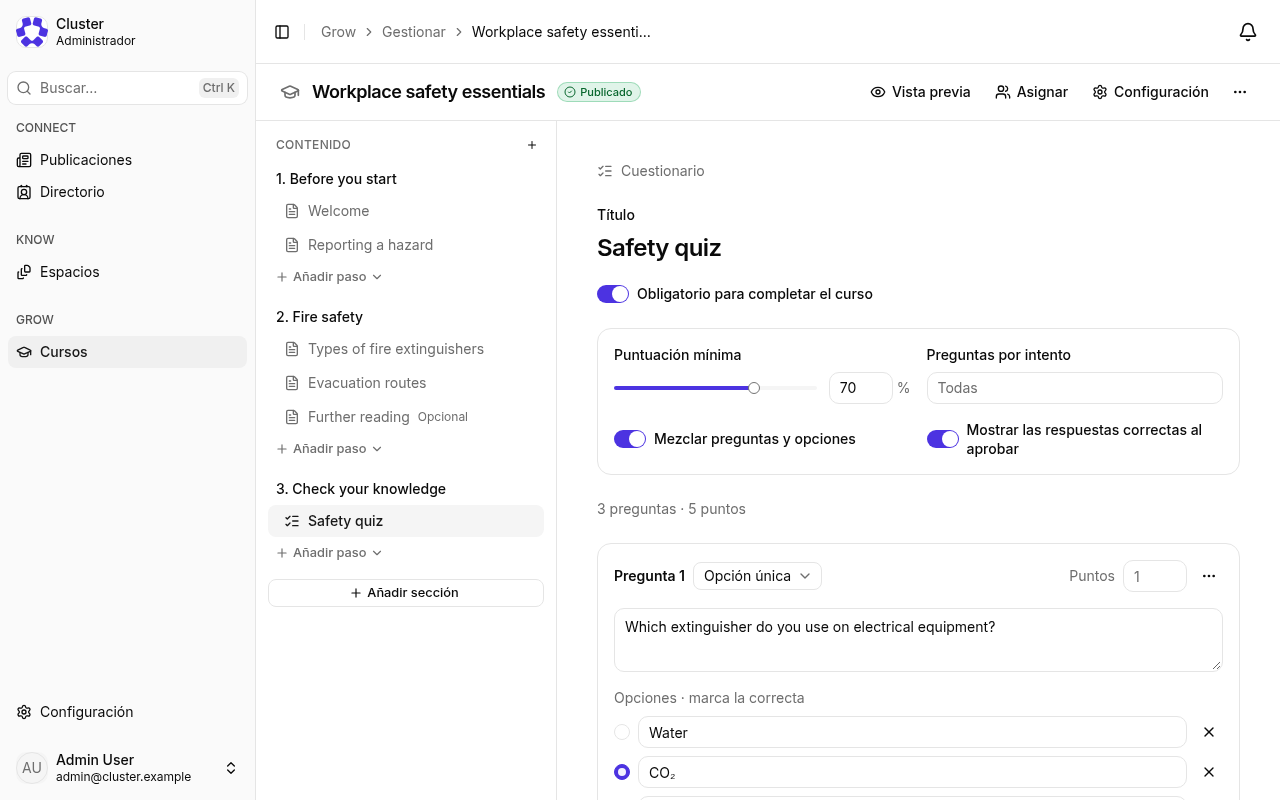 Cluster
Administrador
Buscar...
Ctrl K
CONNECT
Publicaciones
Directorio
KNOW
Espacios
GROW
Cursos
Configuración
AU
Admin User
admin@cluster.example
Grow
Gestionar
Workplace safety essenti...
Workplace safety essentials
Publicado
Vista previa
Asignar
Configuración
CONTENIDO
1. Before you start
Welcome
Reporting a hazard
Añadir paso
2. Fire safety
Types of fire extinguishers
Evacuation routes
Further reading Opcional
Añadir paso
3. Check your knowledge
Safety quiz
Añadir paso
Añadir sección
Cuestionario
Título
Safety quiz
Obligatorio para completar el curso
Puntuación mínima
70 %
Preguntas por intento
Todas
Mezclar preguntas y opciones
Mostrar las respuestas correctas al
aprobar
3 preguntas · 5 puntos
Pregunta 1 Opción única Puntos 1
Which extinguisher do you use on electrical equipment?
Opciones · marca la correcta
Water
CO₂